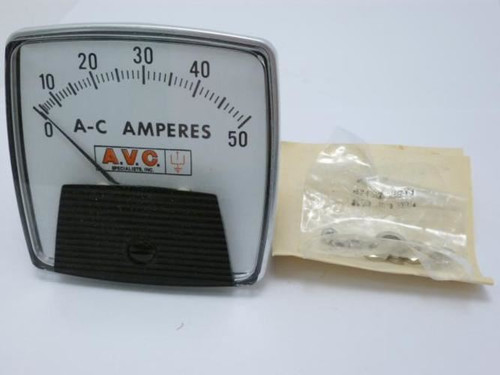 10 20 30 40
0 50
A-C AMPERES
A.V.C.
SPECIALISTS, INC.